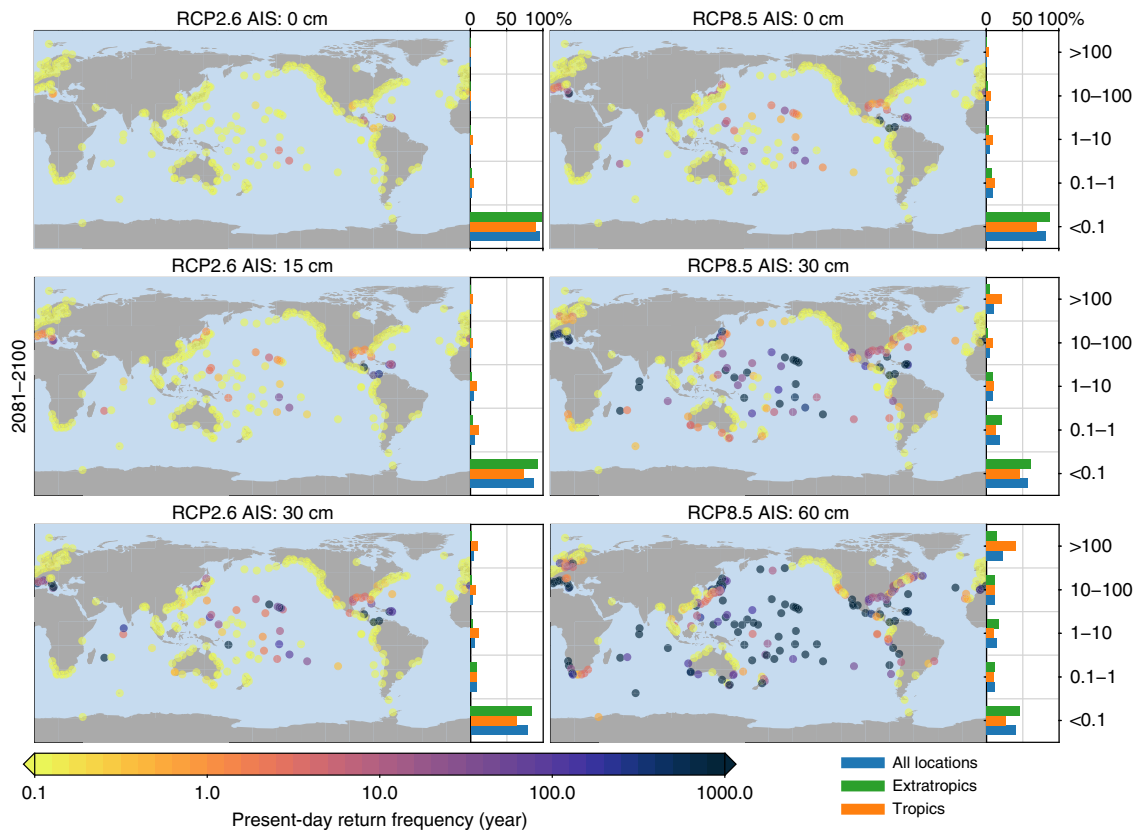 RCP2.6 AIS: 0 cm
0 50 100%
RCP8.5 AIS: 0 cm
0 50 100%
>100
10–100
1–10
0.1–1
<0.1
2081–2100
RCP2.6 AIS: 15 cm
RCP8.5 AIS: 30 cm
>100
10–100
1–10
0.1–1
<0.1
RCP2.6 AIS: 30 cm
RCP8.5 AIS: 60 cm
>100
10–100
1–10
0.1–1
<0.1
0.1 1.0 10.0 100.0 1000.0
Present-day return frequency (year)
All locations
Extratropics
Tropics